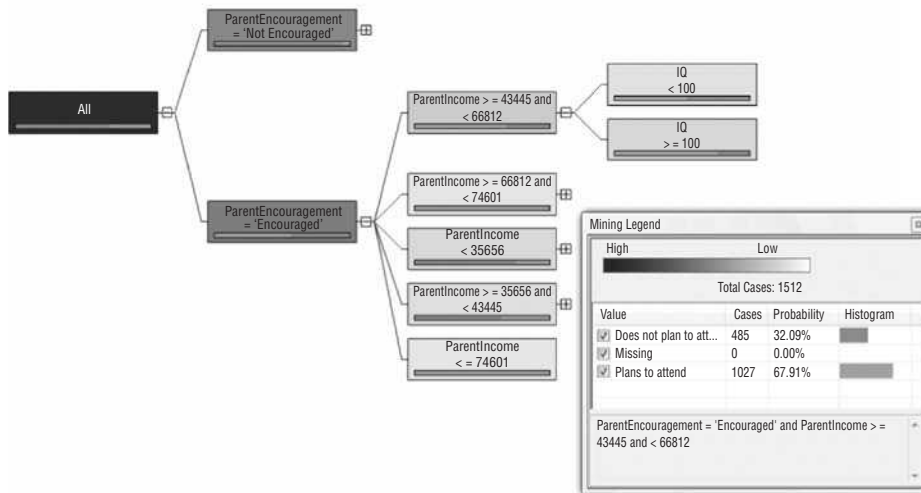 All
ParentEncouragement
= 'Not Encouraged'
ParentEncouragement
= 'Encouraged'
ParentIncome > = 43445 and
< 66812
ParentIncome > = 66812 and
< 74601
ParentIncome
< 35656
ParentIncome > = 35656 and
< 43445
ParentIncome
< = 74601
IQ
< 100
IQ
> = 100
Mining Legend
High Low
Total Cases: 1512
Value Cases Probability Histogram
Does not plan to att... 485 32.09%
Missing 0 0.00%
Plans to attend 1027 67.91%
ParentEncouragement = 'Encouraged' and ParentIncome > =
43445 and < 66812